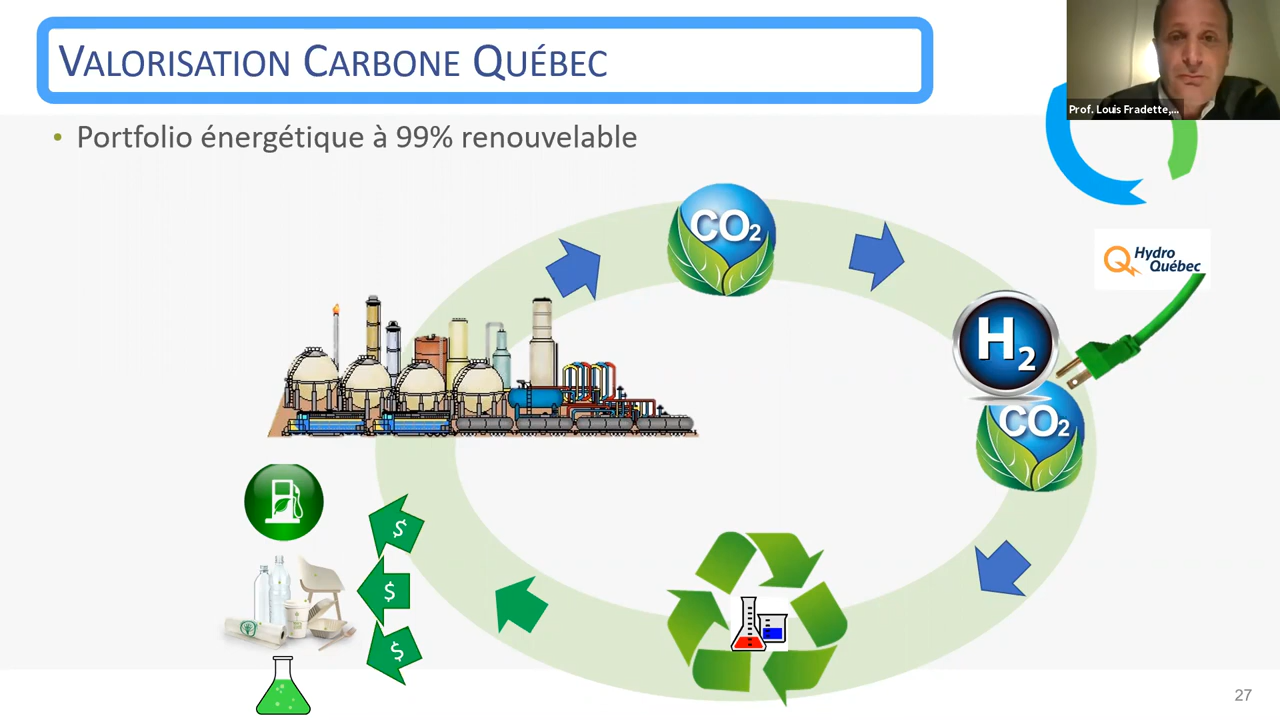 VALORISATION CARBONE QUÉBEC
Prof. Louis Fradette,...
• Portfolio énergétique à 99% renouvelable
CO2
Hydro
Québec
H2
CO2
$
$
$
27